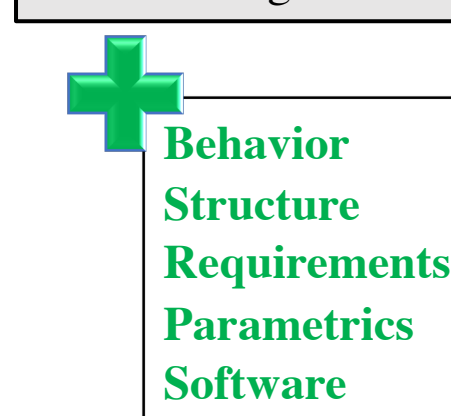 Behavior
Structure
Requirements
Parametrics
Software